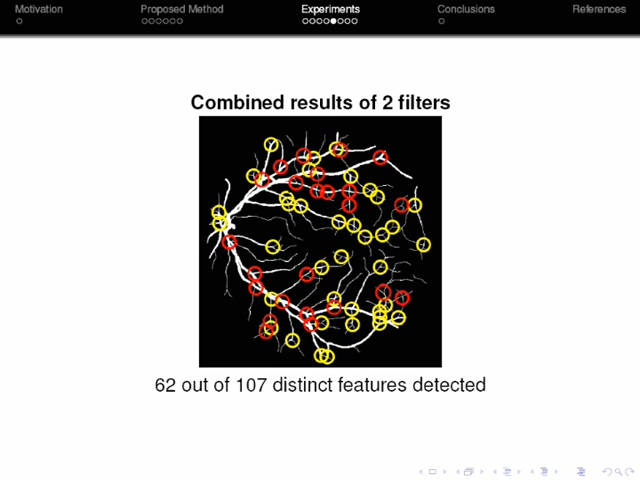 Motivation Proposed Method Experiments Conclusions References
Combined results of 2 filters
62 out of 107 distinct features detected